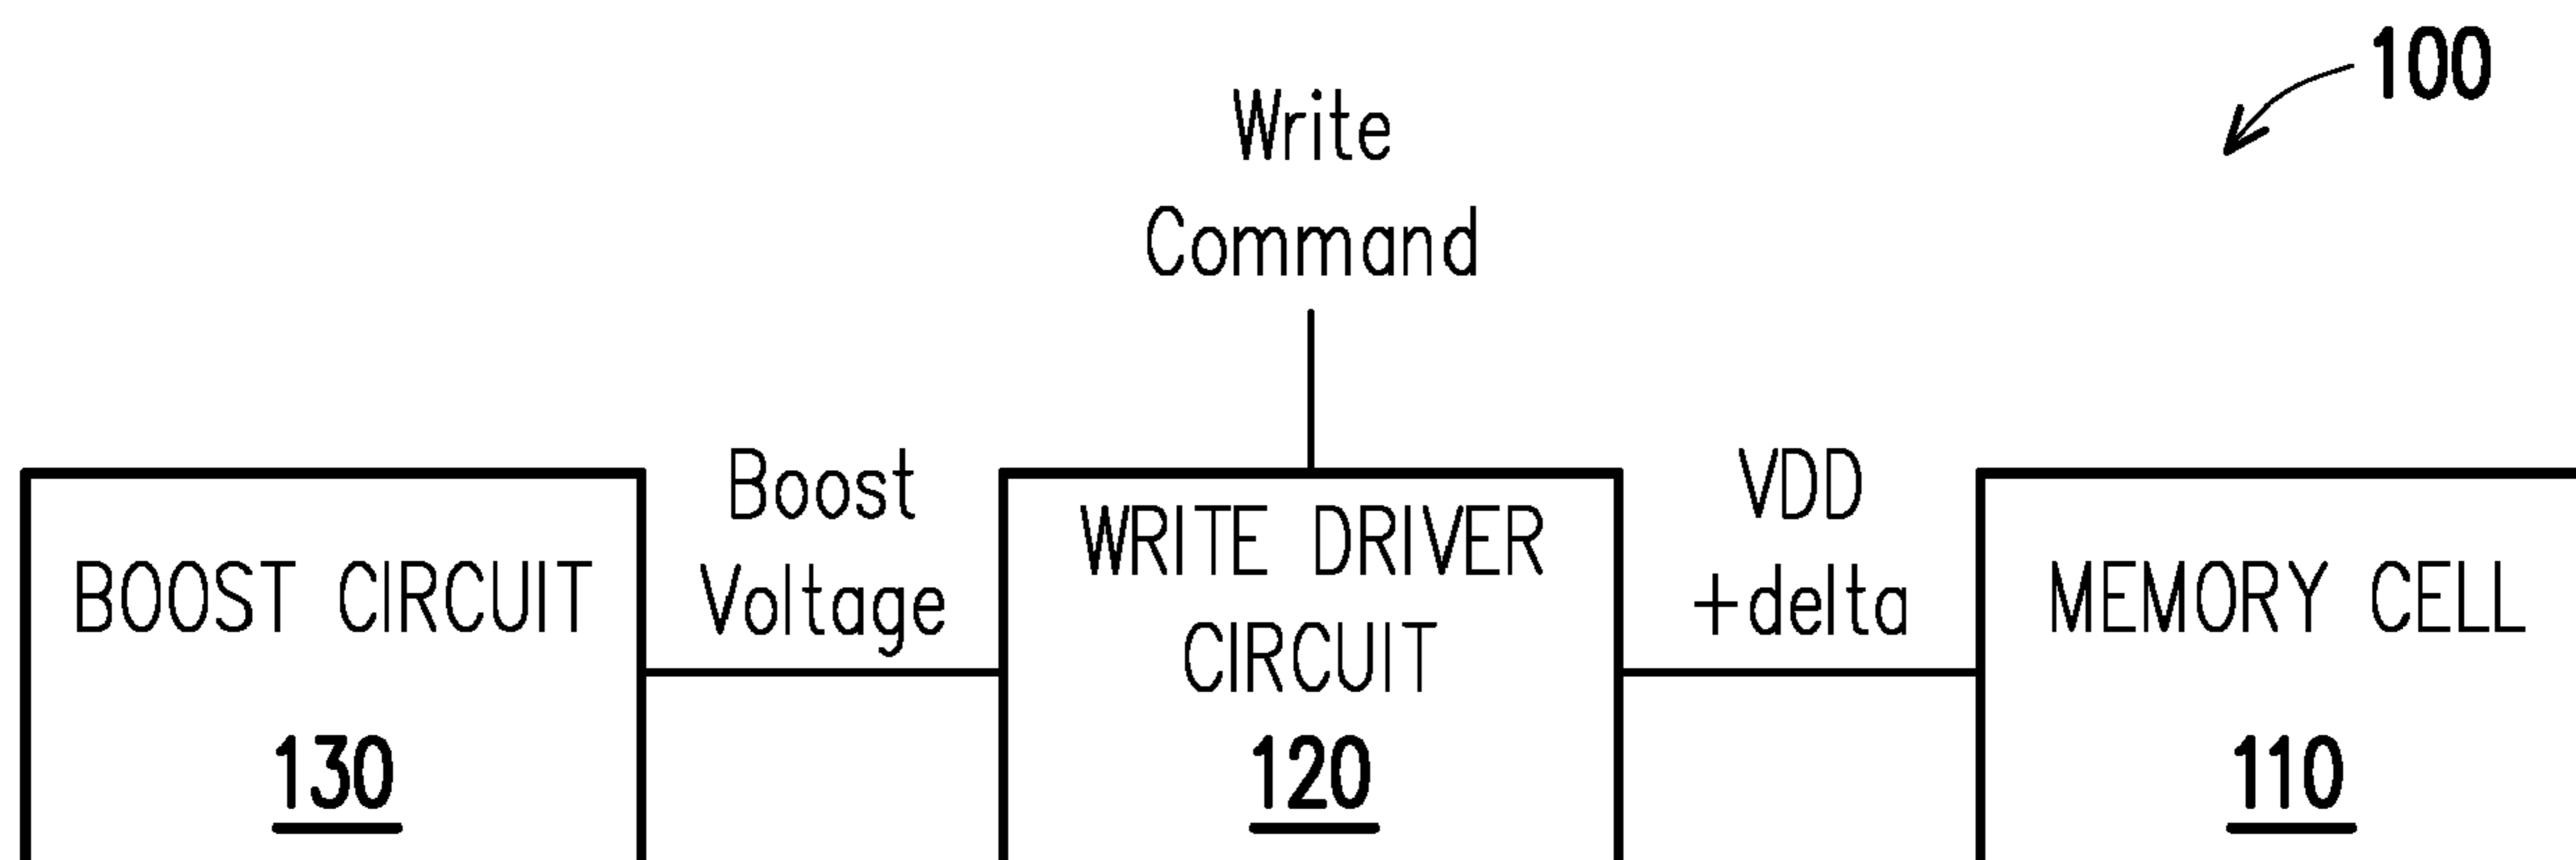 100
Write
Command
Boost
Voltage
VDD
+delta
BOOST CIRCUIT
130
WRITE DRIVER
CIRCUIT
120
MEMORY CELL
110